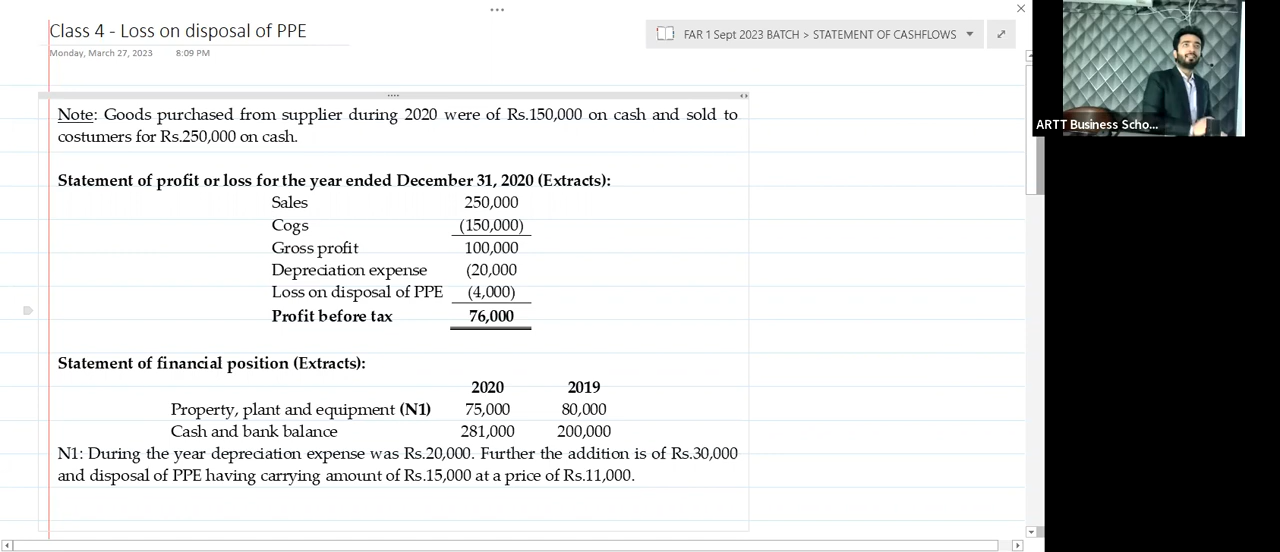 Class 4 - Loss on disposal of PPE
Monday, March 27, 2023 8:09 PM
FAR 1 Sept 2023 BATCH > STATEMENT OF CASHFLOWS
ARTT Business Scho...
Note: Goods purchased from supplier during 2020 were of Rs.150,000 on cash and sold to
costumers for Rs.250,000 on cash.
Statement of profit or loss for the year ended December 31, 2020 (Extracts):
Sales 250,000
Cogs (150,000)
Gross profit 100,000
Depreciation expense (20,000
Loss on disposal of PPE (4,000)
Profit before tax 76,000
Statement of financial position (Extracts):
2020 2019
Property, plant and equipment (N1) 75,000 80,000
Cash and bank balance 281,000 200,000
N1: During the year depreciation expense was Rs.20,000. Further the addition is of Rs.30,000
and disposal of PPE having carrying amount of Rs.15,000 at a price of Rs.11,000.